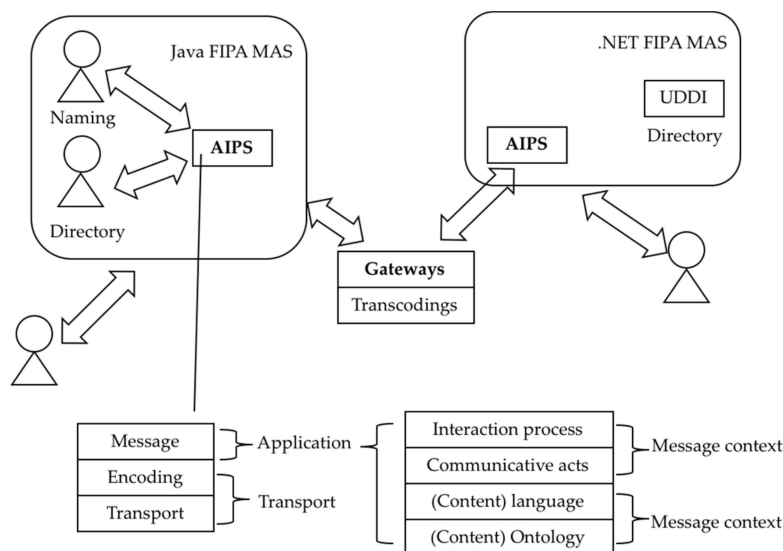 Java FIPA MAS
Naming
AIPS
Directory
.NET FIPA MAS
UDDI
Directory
AIPS
Gateways
Transcodings
Message
Encoding
Transport
Application
Transport
Interaction process
Communicative acts
(Content) language
(Content) Ontology
Message context
Message context